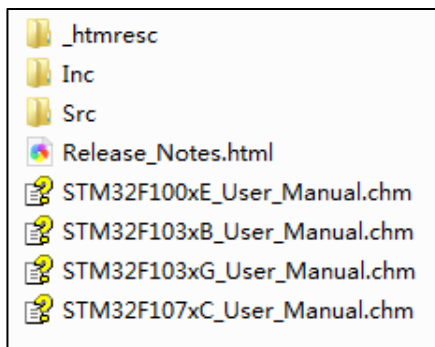 _htmresc
Inc
Src
Release_Notes.html
STM32F100xE_User_Manual.chm
STM32F103xB_User_Manual.chm
STM32F103xG_User_Manual.chm
STM32F107xC_User_Manual.chm